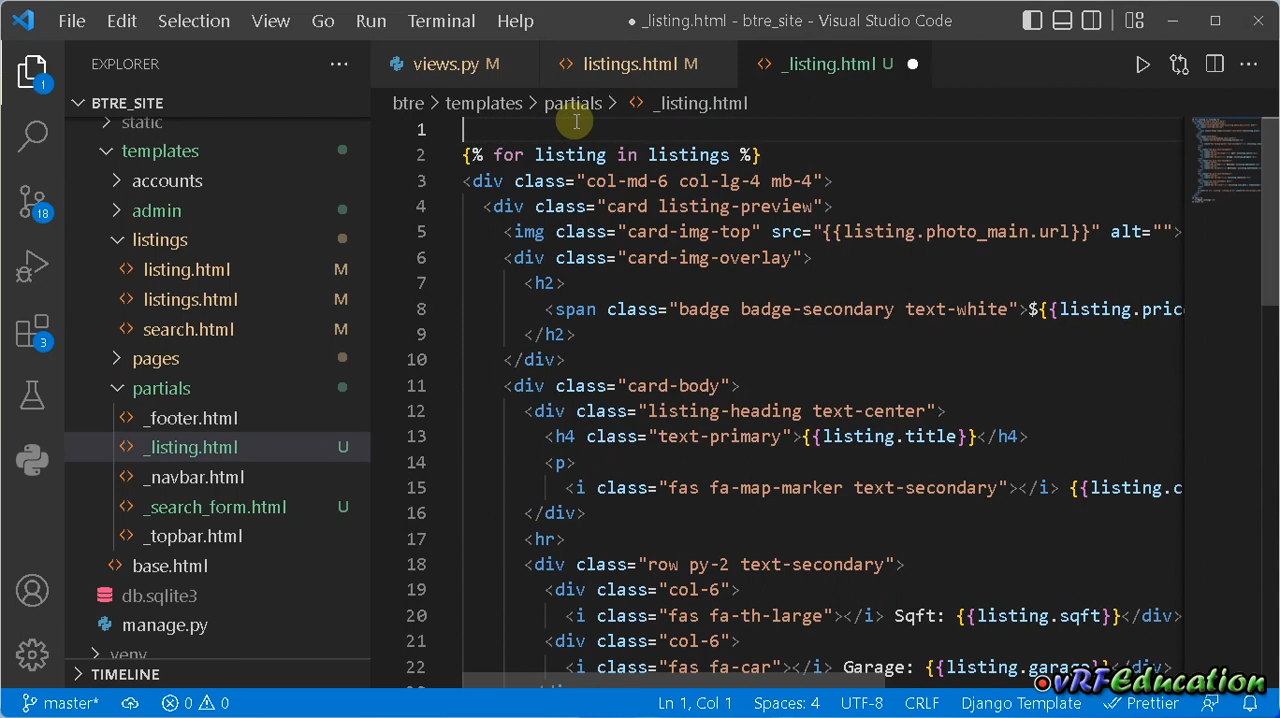 File Edit Selection View Go Run Terminal Help
● _listing.html - btre_site - Visual Studio Code
EXPLORER
BTRE_SITE
static
templates
accounts
admin
listings
listing.html M
listings.html M
search.html M
pages
partials
_footer.html
_listing.html U
_navbar.html
_search_form.html U
_topbar.html
base.html
db.sqlite3
manage.py
venv
TIMELINE
1
18
3
views.py M listings.html M _listing.html U
btre > templates > partials > _listing.html
1
2 {% for listing in listings %}
3 <div class="col-md-6 col-lg-4 mb-4">
4 <div class="card listing-preview">
5 <img class="card-img-top" src="{{listing.photo_main.url}}" alt="">
6 <div class="card-img-overlay">
7 <h2>
8 <span class="badge badge-secondary text-white">${{listing.pric
9 </h2>
10 </div>
11 <div class="card-body">
12 <div class="listing-heading text-center">
13 <h4 class="text-primary">{{listing.title}}</h4>
14 <p>
15 <i class="fas fa-map-marker text-secondary"></i> {{listing.c
16 </div>
17 <hr>
18 <div class="row py-2 text-secondary">
19 <div class="col-6">
20 <i class="fas fa-th-large"></i> Sqft: {{listing.sqft}}</div>
21 <div class="col-6">
22 <i class="fas fa-car"></i> Garage: {{listing.garage}}</div>
vRFEducation
master* 0 0 Ln 1, Col 1 Spaces: 4 UTF-8 CRLF Django Template Prettier